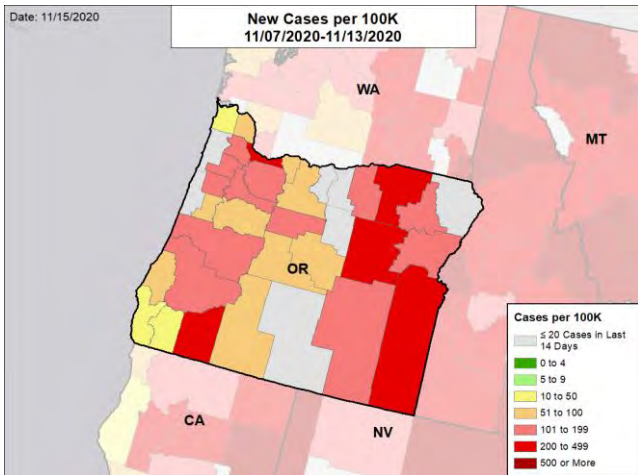 Date: 11/15/2020
New Cases per 100K
11/07/2020-11/13/2020
WA
MT
OR
CA
NV
Cases per 100K
≤ 20 Cases in Last
14 Days
0 to 4
5 to 9
10 to 50
51 to 100
101 to 199
200 to 499
500 or More